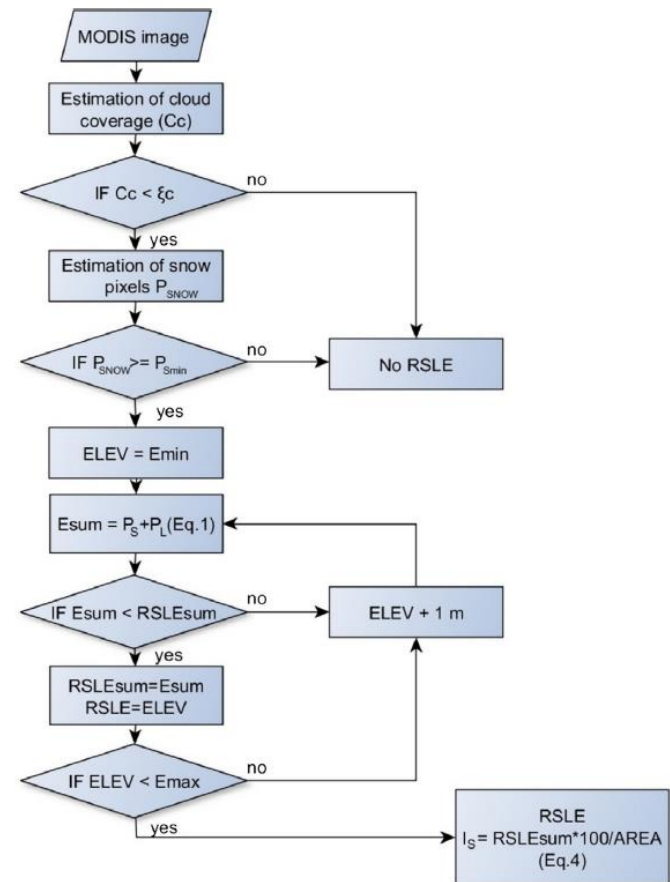 MODIS image
Estimation of cloud
coverage (Cc)
IF Cc < ξc
no
yes
Estimation of snow
pixels P_SNOW
IF P_SNOW>= P_Smin
no
No RSLE
yes
ELEV = Emin
Esum = P_S+P_L(Eq.1)
IF Esum < RSLEsum
no
ELEV + 1 m
yes
RSLEsum=Esum
RSLE=ELEV
IF ELEV < Emax
no
yes
RSLE
I_S= RSLEsum*100/AREA
(Eq.4)